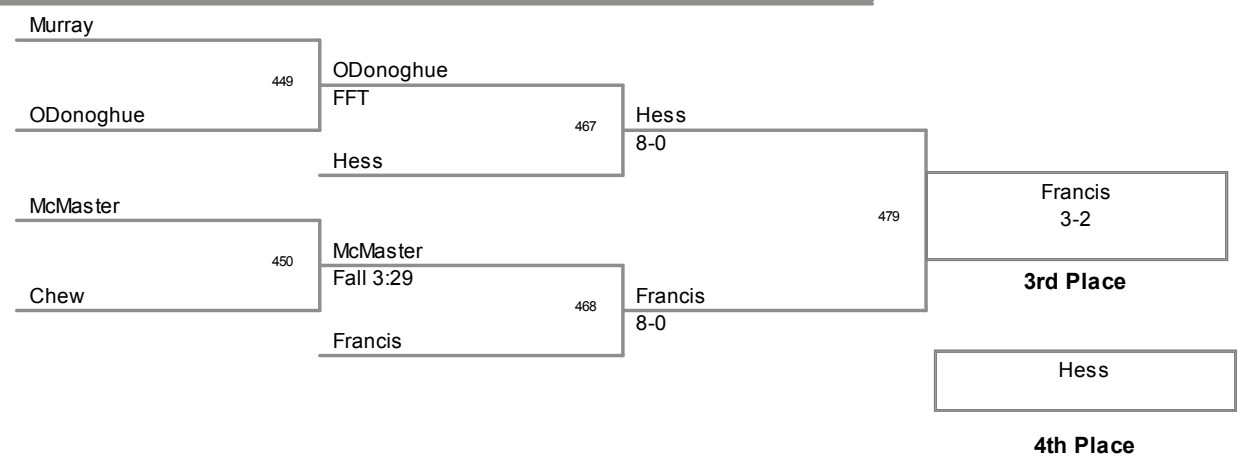 Murray
449
ODonoghue
FFT
ODonoghue
467
Hess
8-0
Hess
McMaster
479
Francis
3-2
450
McMaster
Fall 3:29
3rd Place
Chew
468
Francis
8-0
Francis
Hess
4th Place